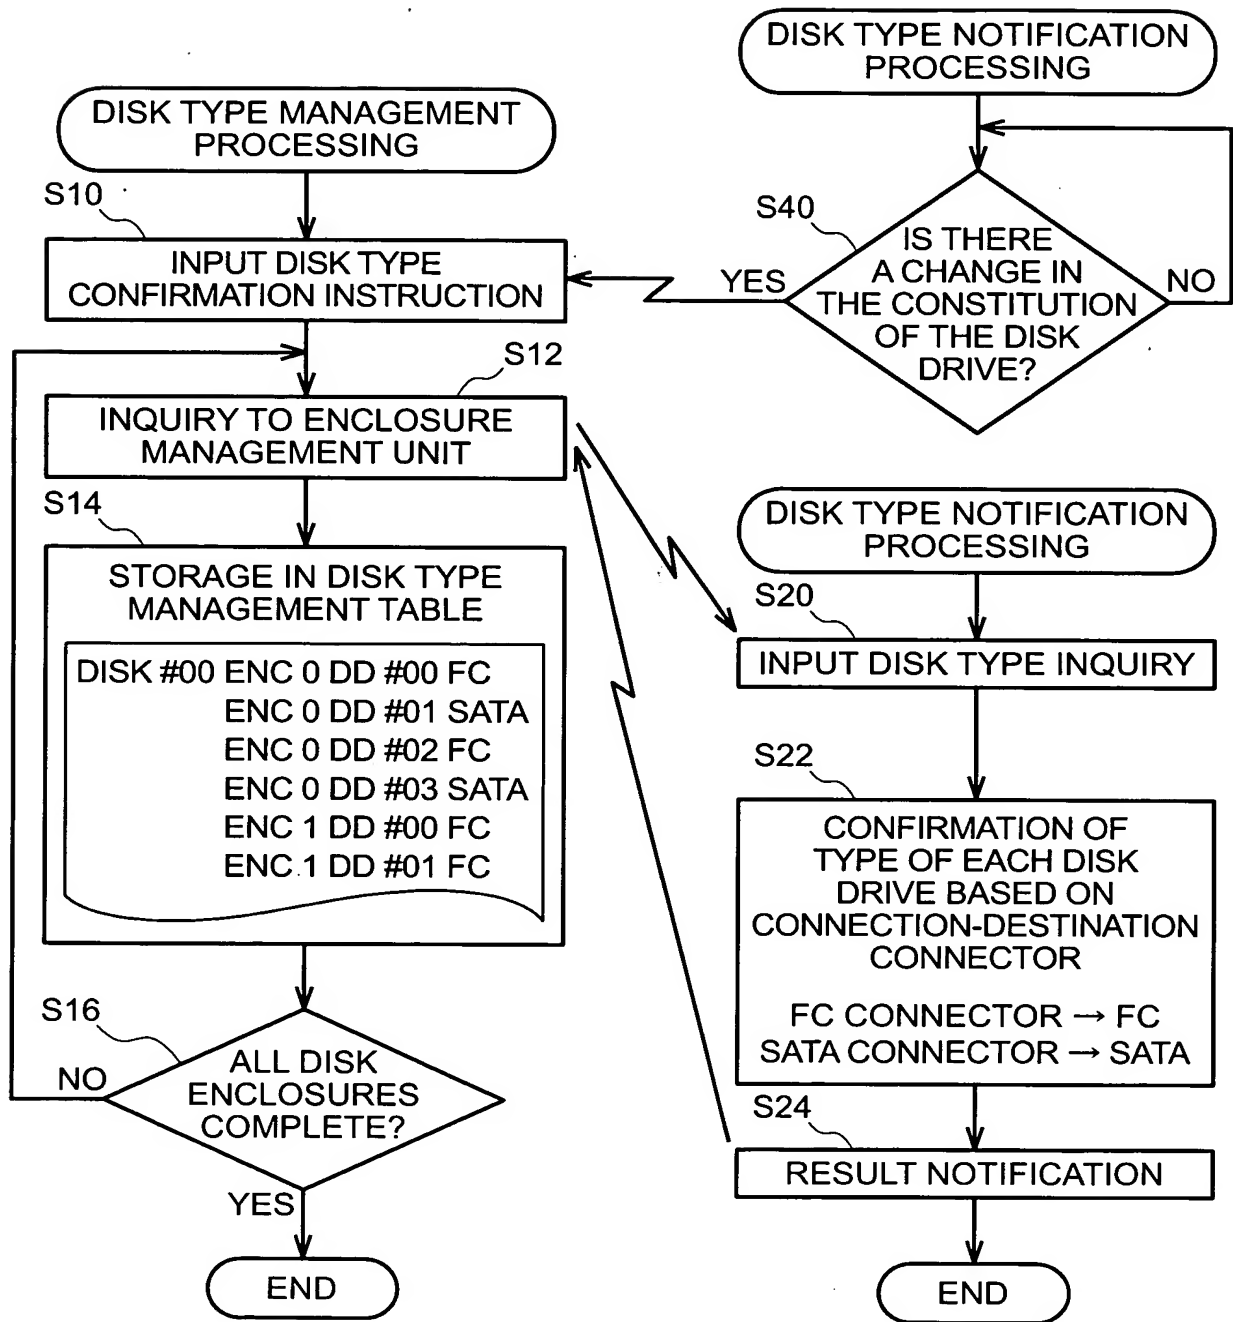 DISK TYPE MANAGEMENT
PROCESSING
S10
INPUT DISK TYPE
CONFIRMATION INSTRUCTION
S12
INQUIRY TO ENCLOSURE
MANAGEMENT UNIT
S14
STORAGE IN DISK TYPE
MANAGEMENT TABLE
DISK #00 ENC 0 DD #00 FC
ENC 0 DD #01 SATA
ENC 0 DD #02 FC
ENC 0 DD #03 SATA
ENC 1 DD #00 FC
ENC 1 DD #01 FC
S16
ALL DISK
ENCLOSURES
COMPLETE?
NO
YES
END
DISK TYPE NOTIFICATION
PROCESSING
S40
IS THERE
A CHANGE IN
THE CONSTITUTION
OF THE DISK
DRIVE?
YES
NO
DISK TYPE NOTIFICATION
PROCESSING
S20
INPUT DISK TYPE INQUIRY
S22
CONFIRMATION OF
TYPE OF EACH DISK
DRIVE BASED ON
CONNECTION-DESTINATION
CONNECTOR
FC CONNECTOR → FC
SATA CONNECTOR → SATA
S24
RESULT NOTIFICATION
END